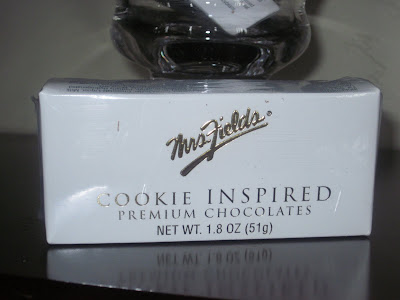 Mrs. Fields®
COOKIE INSPIRED
PREMIUM CHOCOLATES
NET WT. 1.8 OZ (51g)